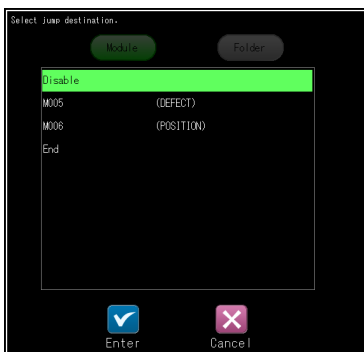 Select jump destination.
Module Folder
Disable
M005 (DEFECT)
M006 (POSITION)
End
Enter Cancel